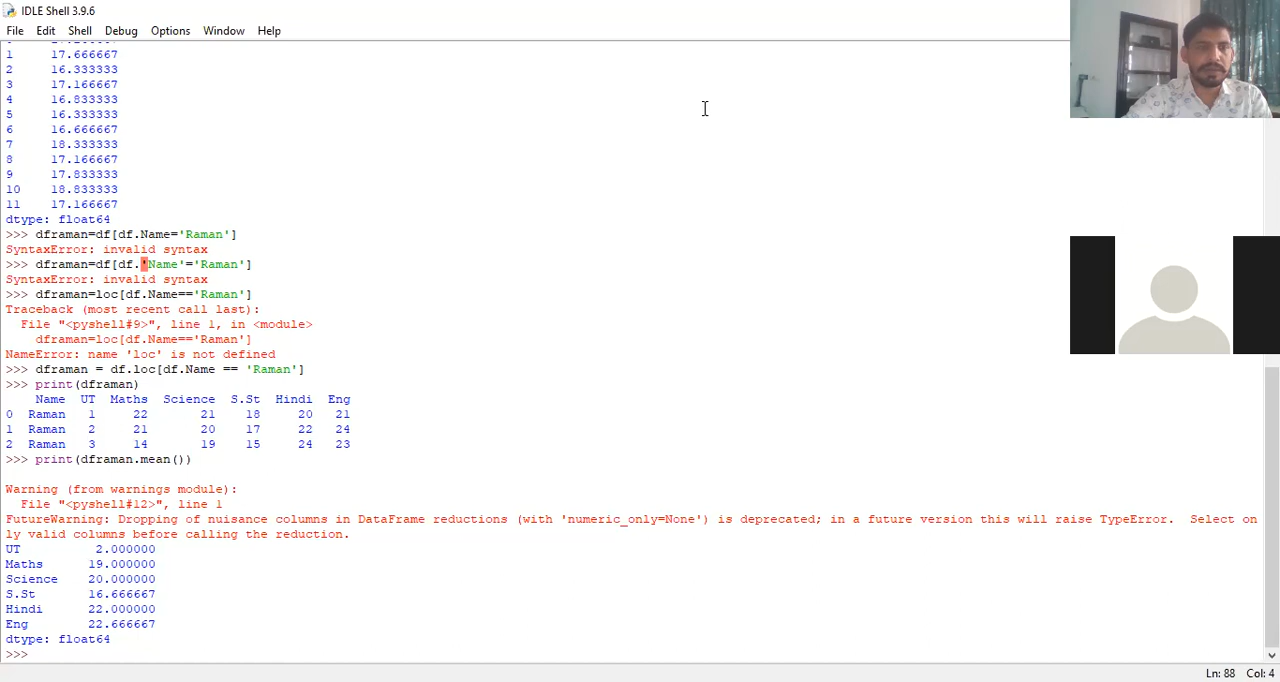 IDLE Shell 3.9.6
File Edit Shell Debug Options Window Help
1 17.666667
2 16.333333
3 17.166667
4 16.833333
5 16.333333
6 16.666667
7 18.333333
8 17.166667
9 17.833333
10 18.833333
11 17.166667
dtype: float64
>>> dframan=df[df.Name='Raman']
SyntaxError: invalid syntax
>>> dframan=df[df.'Name'='Raman']
SyntaxError: invalid syntax
>>> dframan=loc[df.Name=='Raman']
Traceback (most recent call last):
File "<pyshell#9>", line 1, in <module>
dframan=loc[df.Name=='Raman']
NameError: name 'loc' is not defined
>>> dframan = df.loc[df.Name == 'Raman']
>>> print(dframan)
Name UT Maths Science S.St Hindi Eng
0 Raman 1 22 21 18 20 21
1 Raman 2 21 20 17 22 24
2 Raman 3 14 19 15 24 23
>>> print(dframan.mean())
Warning (from warnings module):
File "<pyshell#12>", line 1
FutureWarning: Dropping of nuisance columns in DataFrame reductions (with 'numeric_only=None') is deprecated; in a future version this will raise TypeError.  Select on
ly valid columns before calling the reduction.
UT 2.000000
Maths 19.000000
Science 20.000000
S.St 16.666667
Hindi 22.000000
Eng 22.666667
dtype: float64
>>>
Ln: 88 Col: 4